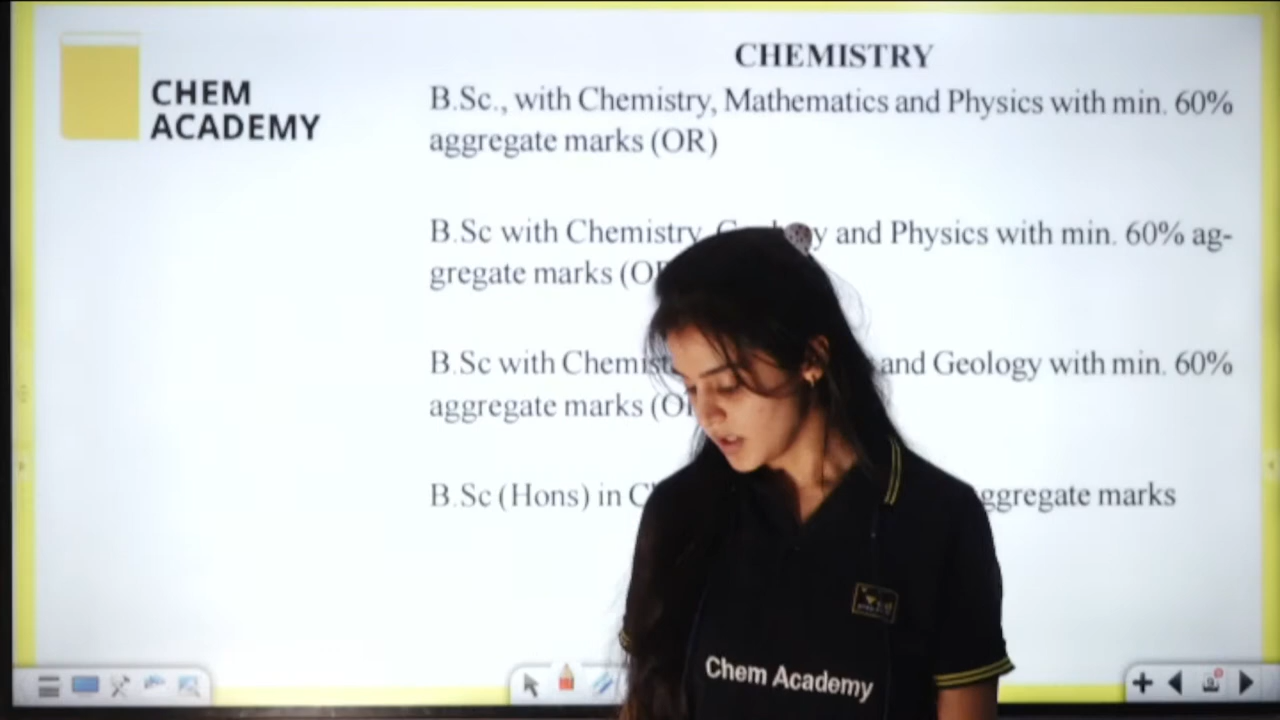 CHEMISTRY
CHEM
ACADEMY
B.Sc., with Chemistry, Mathematics and Physics with min. 60%
aggregate marks (OR)
B.Sc with Chemistry, and Physics with min. 60% ag-
gregate marks
B.Sc with and Geology with min. 60%
aggregate marks
B.Sc (Hons) in marks
Chem Academy